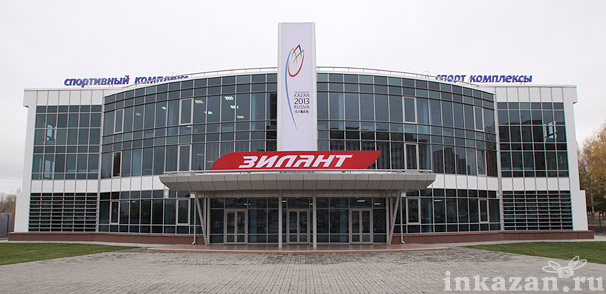 спортивный комплекс
спорт комплексы
KAZAN
2013
RUSSIA
ЗИЛАНТ
inkazan.ru